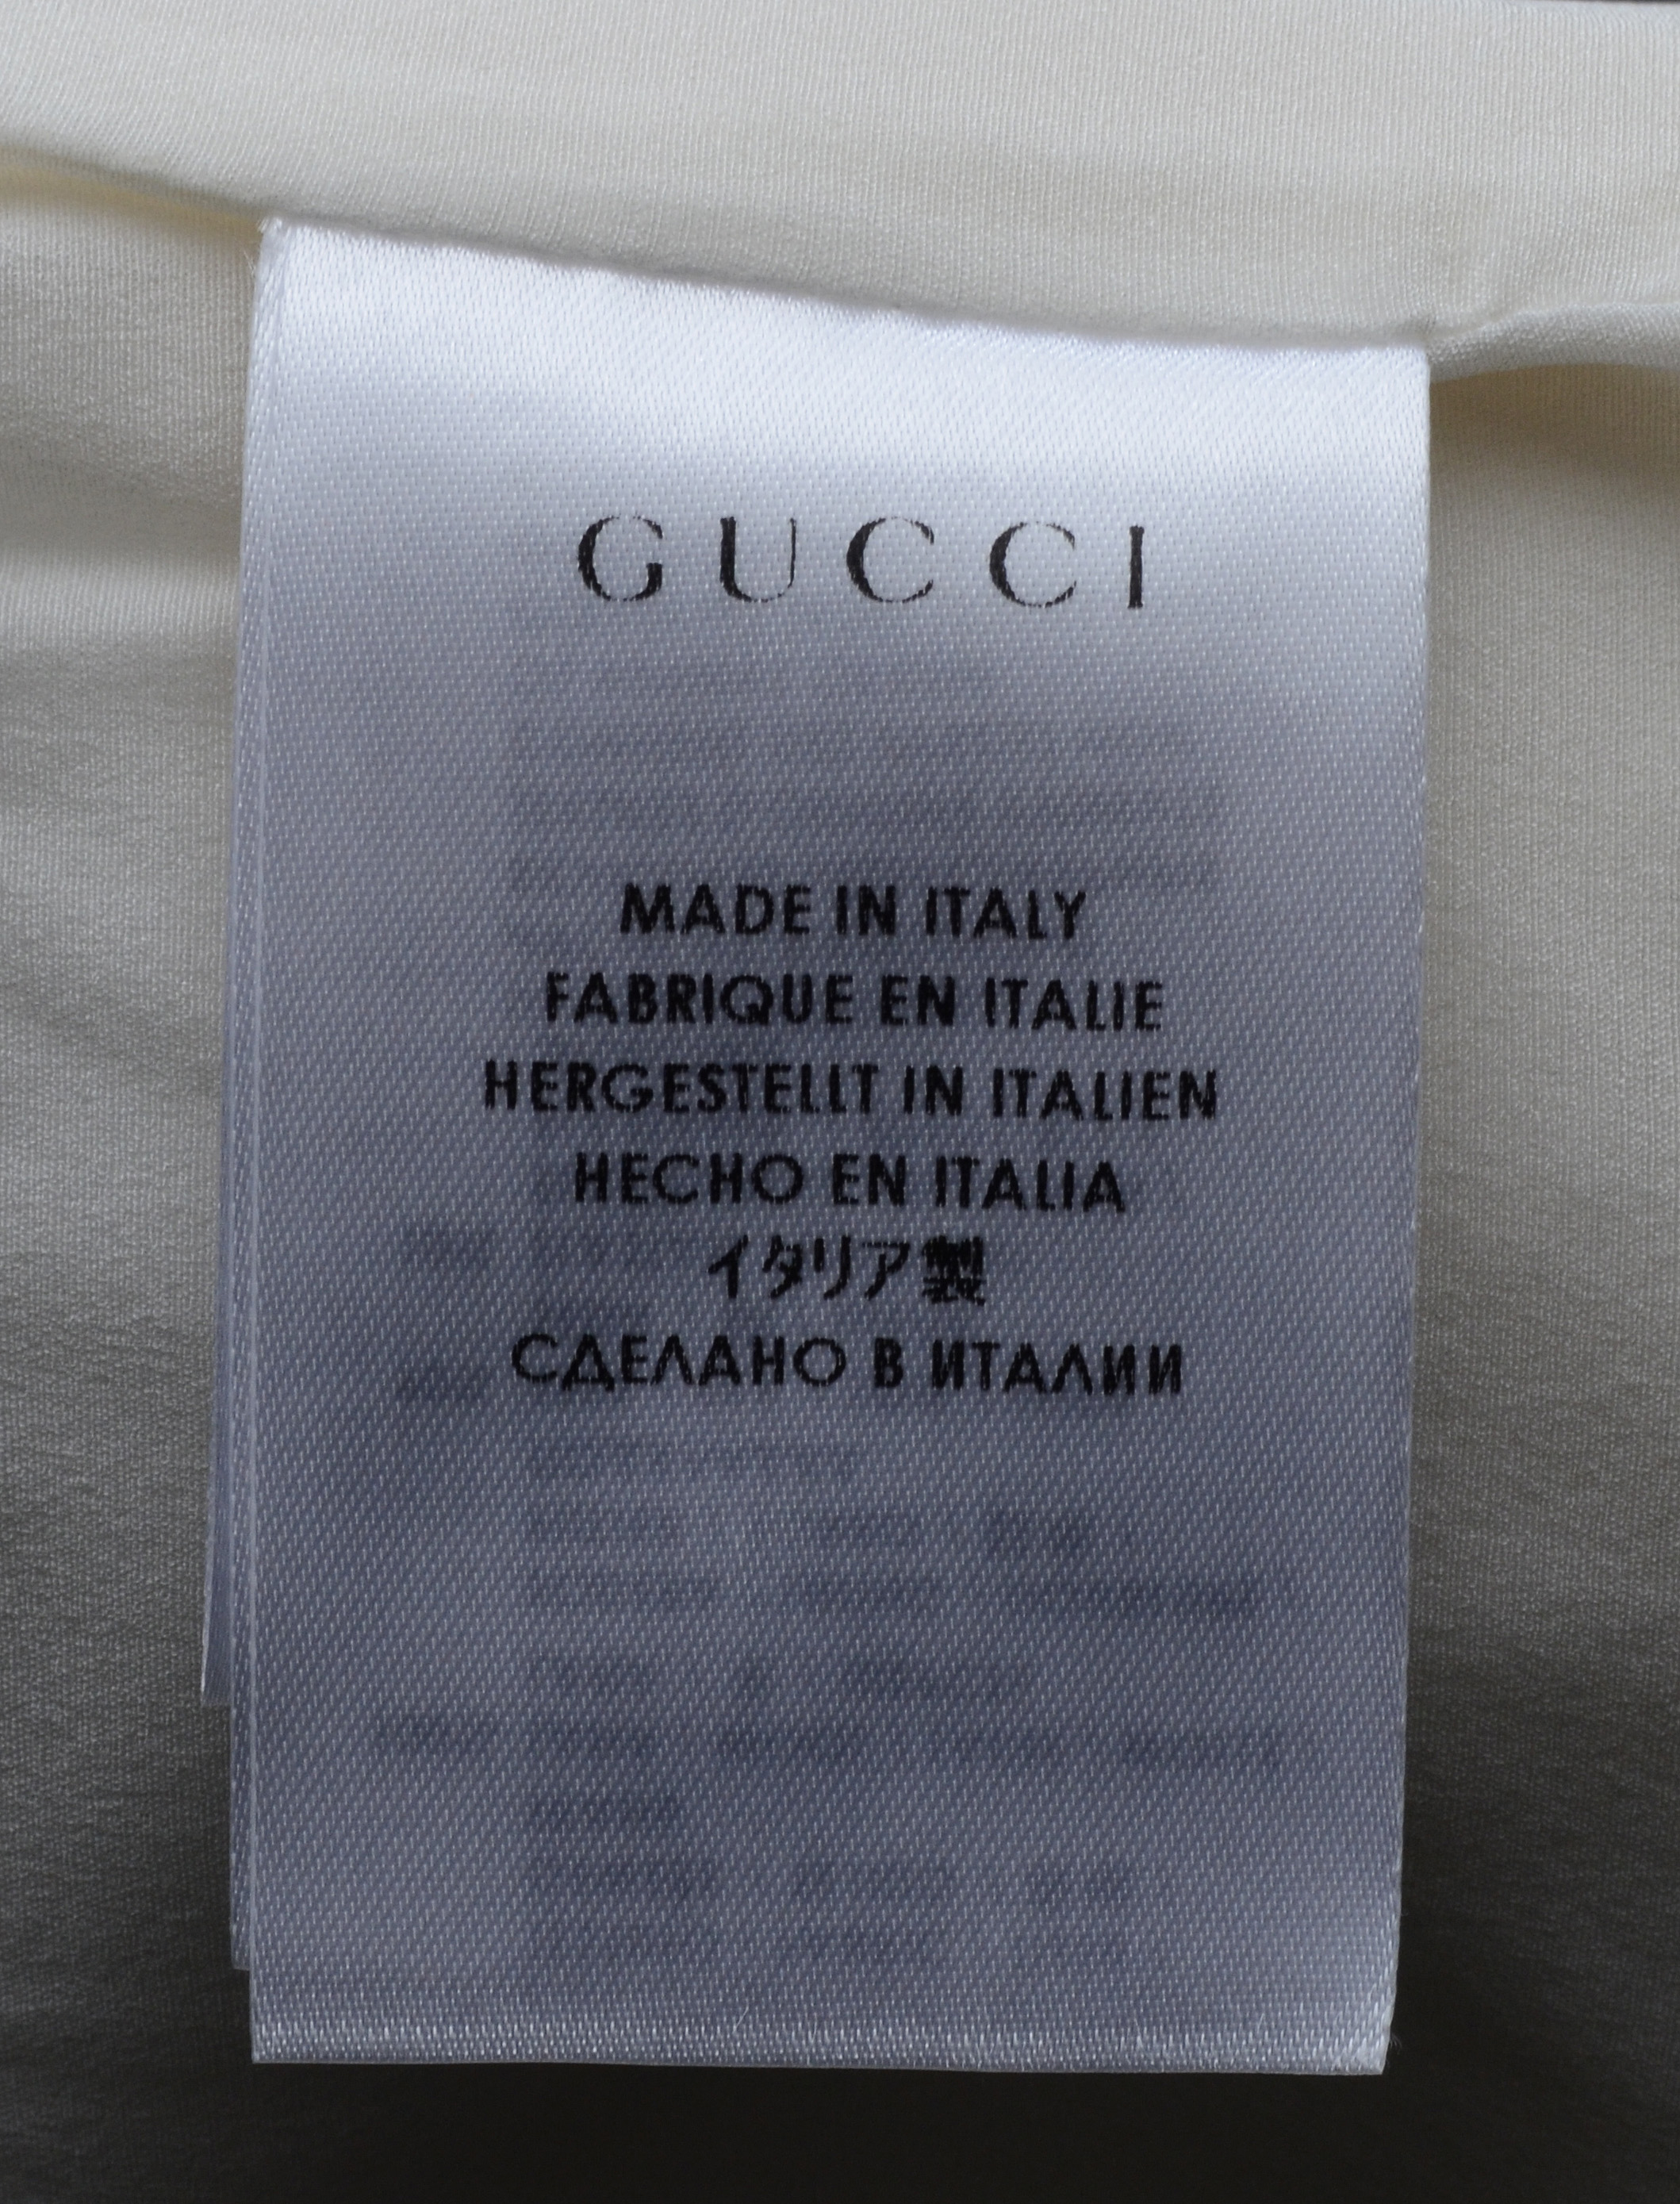 GUCCI
MADE IN ITALY
FABRIQUE EN ITALIE
HERGESTELLT IN ITALIEN
HECHO EN ITALIA
イタリア製
СДЕЛАНО В ИТАЛИИ